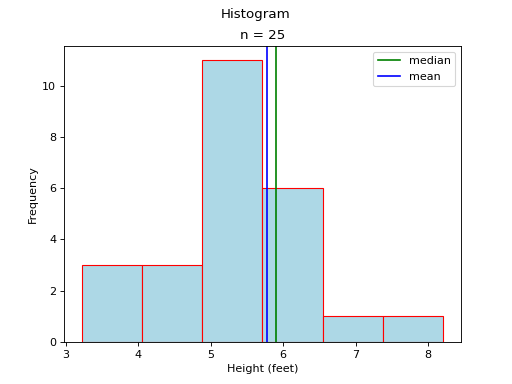 Histogram
n = 25
median
mean
10
8
6
4
2
0
Frequency
3 4 5 6 7 8
Height (feet)